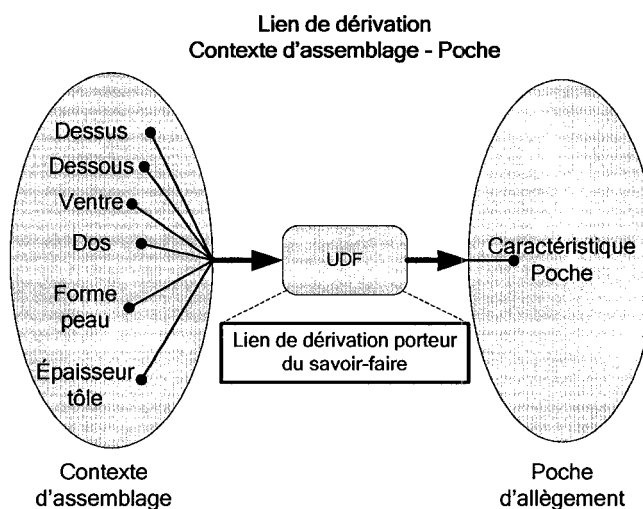 Lien de dérivation
Contexte d'assemblage - Poche
Dessus
Dessous
Ventre
Dos
Forme
peau
Épaisseur
tôle
UDF
Lien de dérivation porteur
du savoir-faire
Caractéristique
Poche
Contexte
d'assemblage
Poche
d'allègement